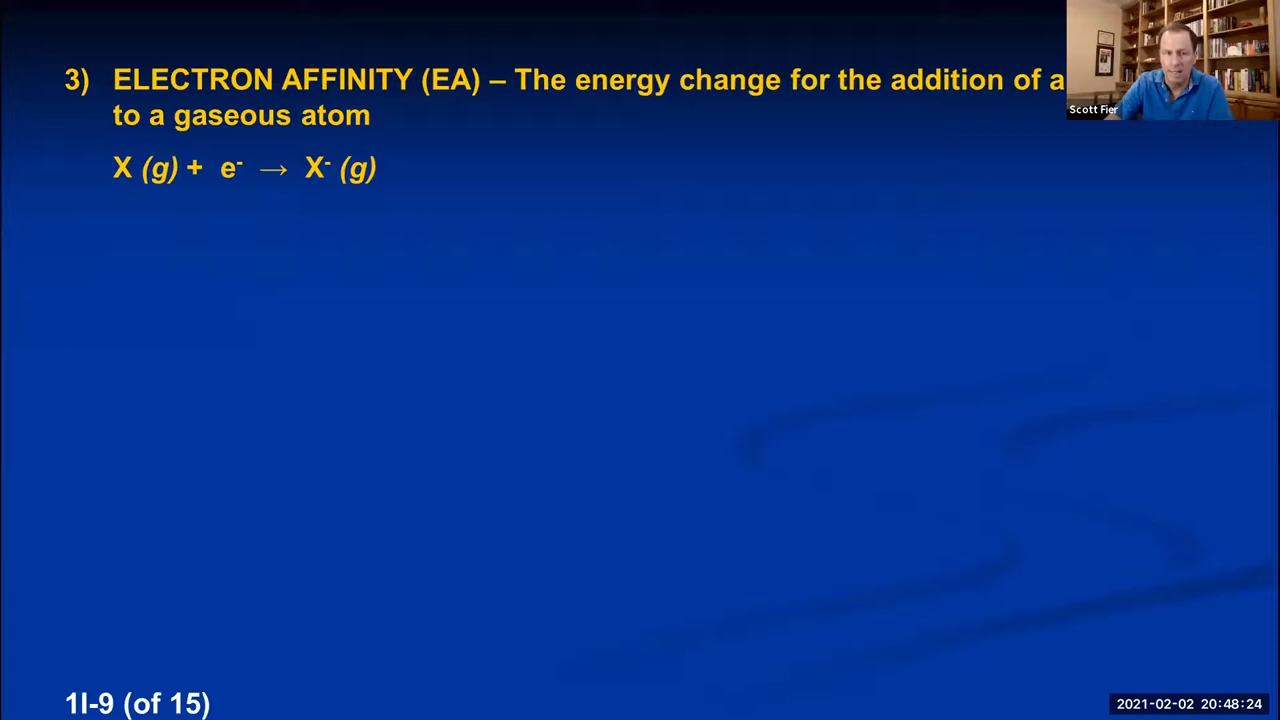 3) ELECTRON AFFINITY (EA) – The energy change for the addition of a
to a gaseous atom
X (g) + e- → X- (g)
Scott Fier
1I-9 (of 15)
2021-02-02 20:48:24